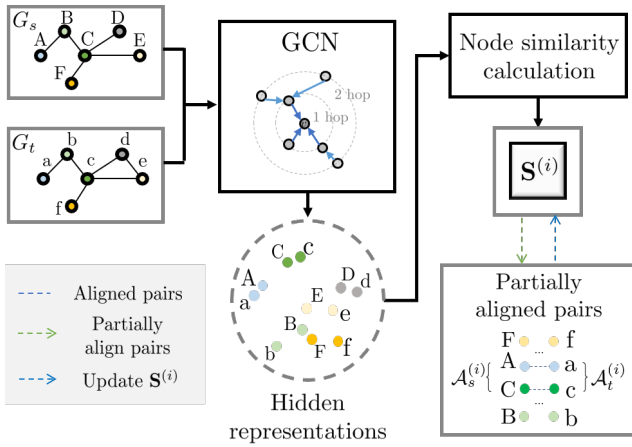 G_s
B
D
A
C
E
F
G_t
b
d
a
c
e
f
GCN
2 hop
1 hop
Node similarity
calculation
S^{(i)}
C c
A
a
D d
E
e
B
b
F f
Hidden
representations
Aligned pairs
Partially
align pairs
Update S^{(i)}
Partially
aligned pairs
F f
...
A a
A_s^{(i)} { } A_t^{(i)}
C c
...
B b